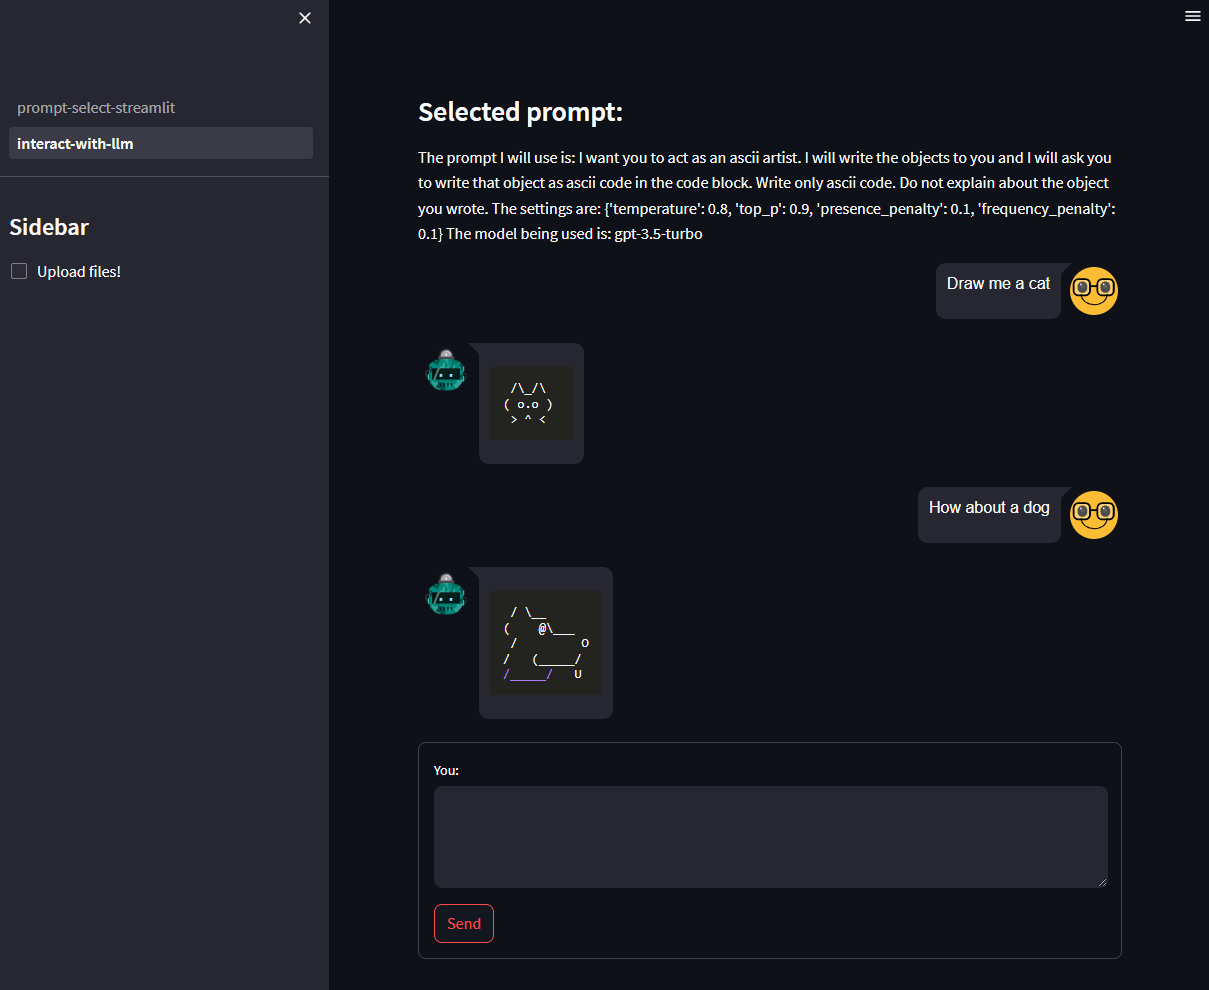 prompt-select-streamlit
interact-with-llm
Sidebar
Upload files!
Selected prompt:
The prompt I will use is: I want you to act as an ascii artist. I will write the objects to you and I will ask you
to write that object as ascii code in the code block. Write only ascii code. Do not explain about the object
you wrote. The settings are: {'temperature': 0.8, 'top_p': 0.9, 'presence_penalty': 0.1, 'frequency_penalty':
0.1} The model being used is: gpt-3.5-turbo
Draw me a cat
 /\_/\
( o.o )
 > ^ <
How about a dog
 / \__
(    @\___
 /         O
/   (_____/
/_____/   U
You:
Send